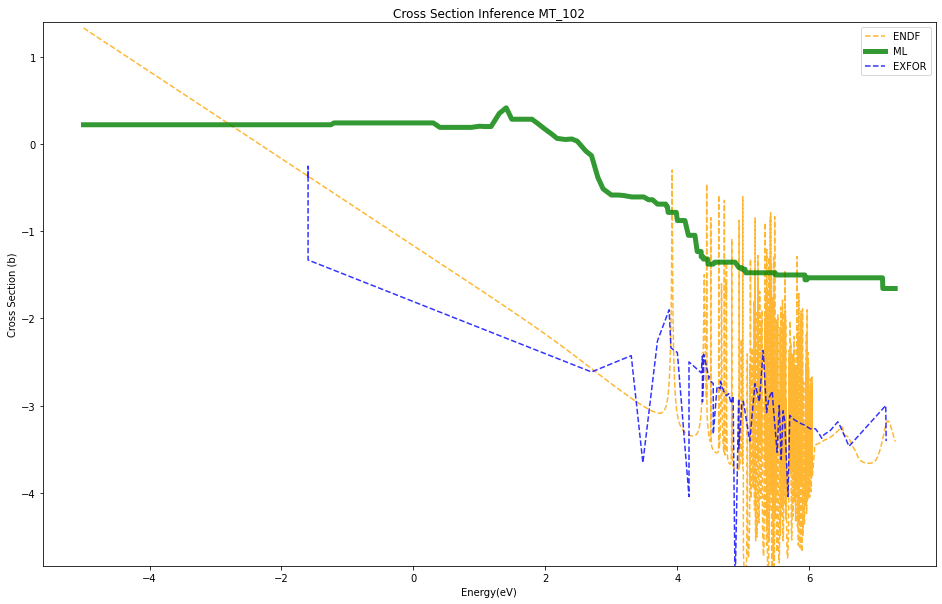 Cross Section Inference MT_102
ENDF
ML
EXFOR
Cross Section (b)
1
0
−1
−2
−3
−4
−4
−2
0
2
4
6
Energy(eV)